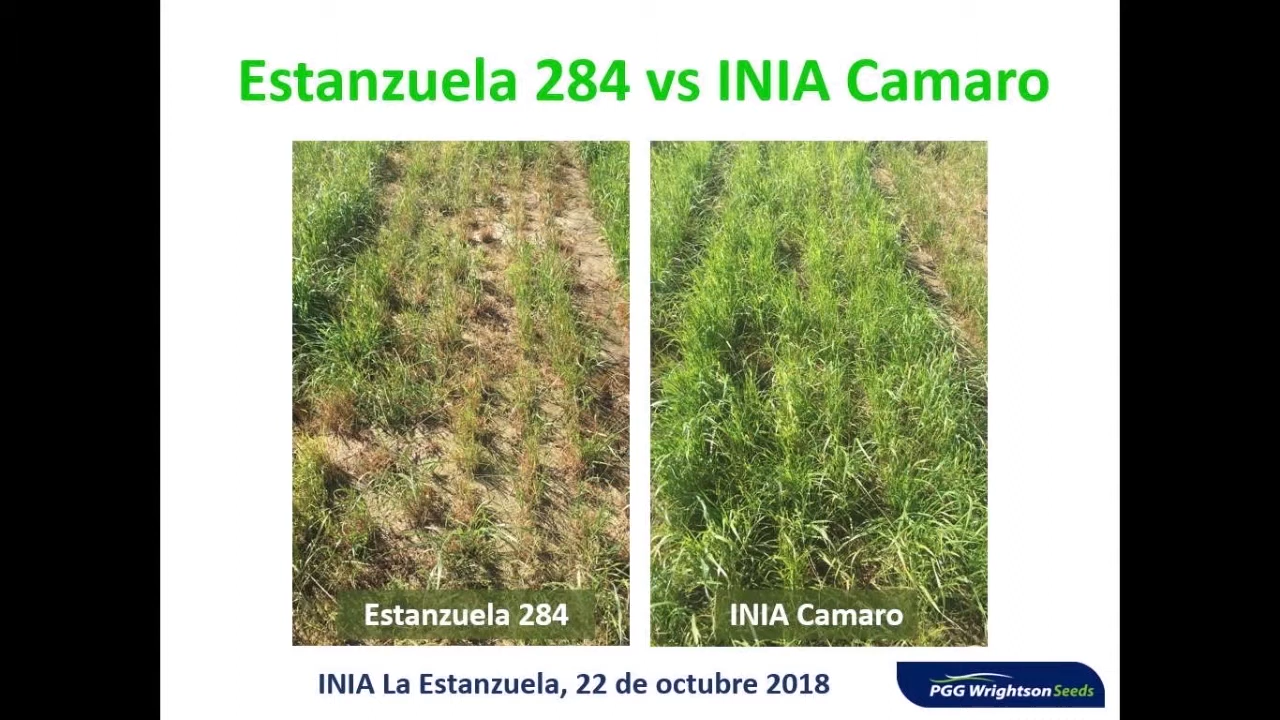 Estanzuela 284 vs INIA Camaro
Estanzuela 284
INIA Camaro
INIA La Estanzuela, 22 de octubre 2018
PGG Wrightson Seeds